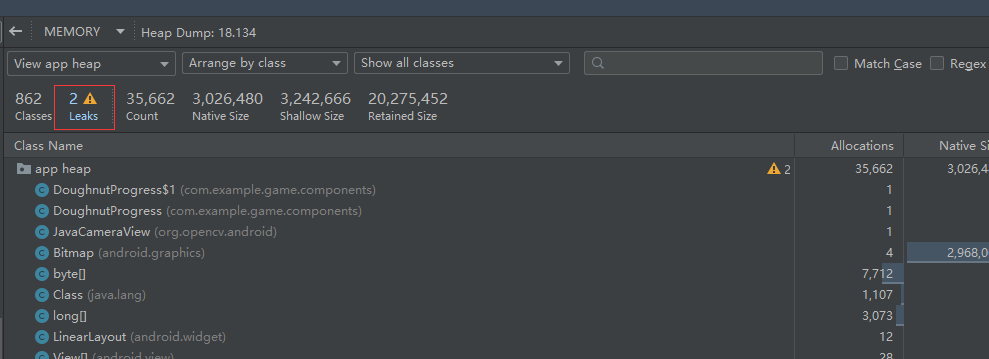 MEMORY Heap Dump: 18.134
View app heap Arrange by class Show all classes Match Case Regex
862 2 35,662 3,026,480 3,242,666 20,275,452
Classes Leaks Count Native Size Shallow Size Retained Size
Class Name Allocations Native Si
app heap 2 35,662 3,026,4
DoughnutProgress$1 (com.example.game.components) 1
DoughnutProgress (com.example.game.components) 1
JavaCameraView (org.opencv.android) 1
Bitmap (android.graphics) 4 2,968,0
byte[] 7,712
Class (java.lang) 1,107
long[] 3,073
LinearLayout (android.widget) 12
View[] (android.view) 28